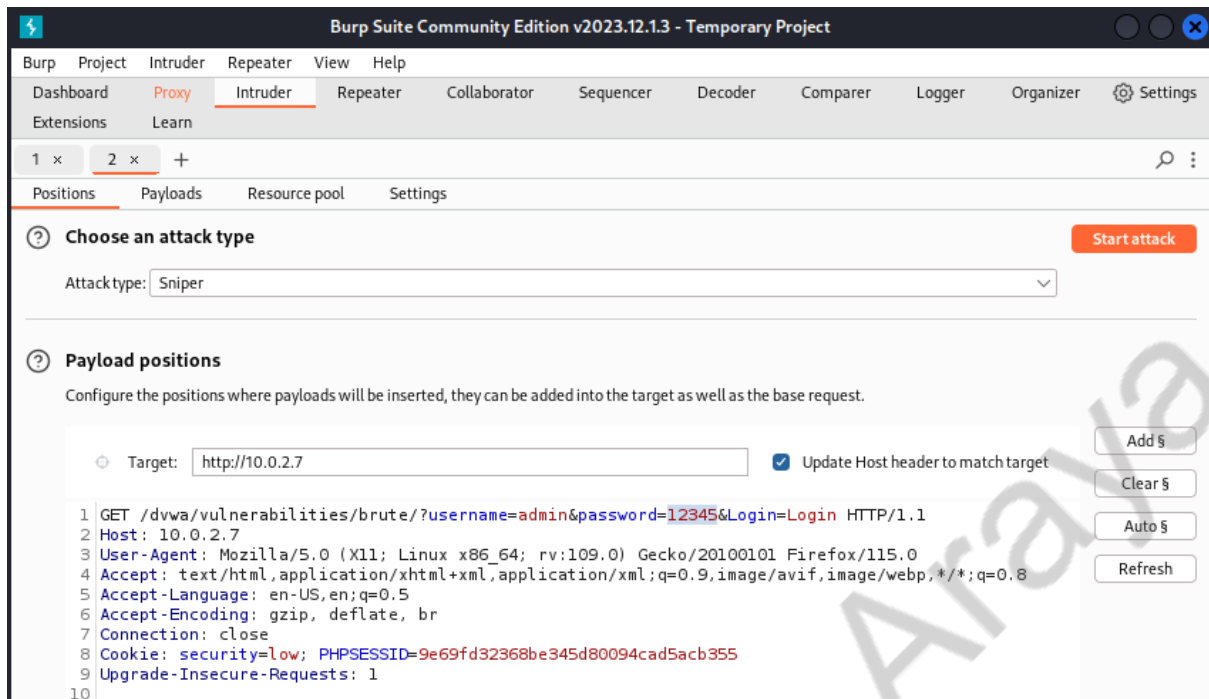 Burp Suite Community Edition v2023.12.1.3 - Temporary Project
Burp Project Intruder Repeater View Help
Dashboard Proxy Intruder Repeater Collaborator Sequencer Decoder Comparer Logger Organizer Settings
Extensions Learn
1 × 2 × +
Positions Payloads Resource pool Settings
? Choose an attack type Start attack
Attack type: Sniper
? Payload positions
Configure the positions where payloads will be inserted, they can be added into the target as well as the base request.
Add §
Target: http://10.0.2.7 Update Host header to match target
Clear §
1 GET /dvwa/vulnerabilities/brute/?username=admin&password=12345&Login=Login HTTP/1.1
2 Host: 10.0.2.7
Auto §
3 User-Agent: Mozilla/5.0 (X11; Linux x86_64; rv:109.0) Gecko/20100101 Firefox/115.0
4 Accept: text/html,application/xhtml+xml,application/xml;q=0.9,image/avif,image/webp,*/*;q=0.8
Refresh
5 Accept-Language: en-US,en;q=0.5
6 Accept-Encoding: gzip, deflate, br
7 Connection: close
8 Cookie: security=low; PHPSESSID=9e69fd32368be345d80094cad5acb355
9 Upgrade-Insecure-Requests: 1
10
Araya